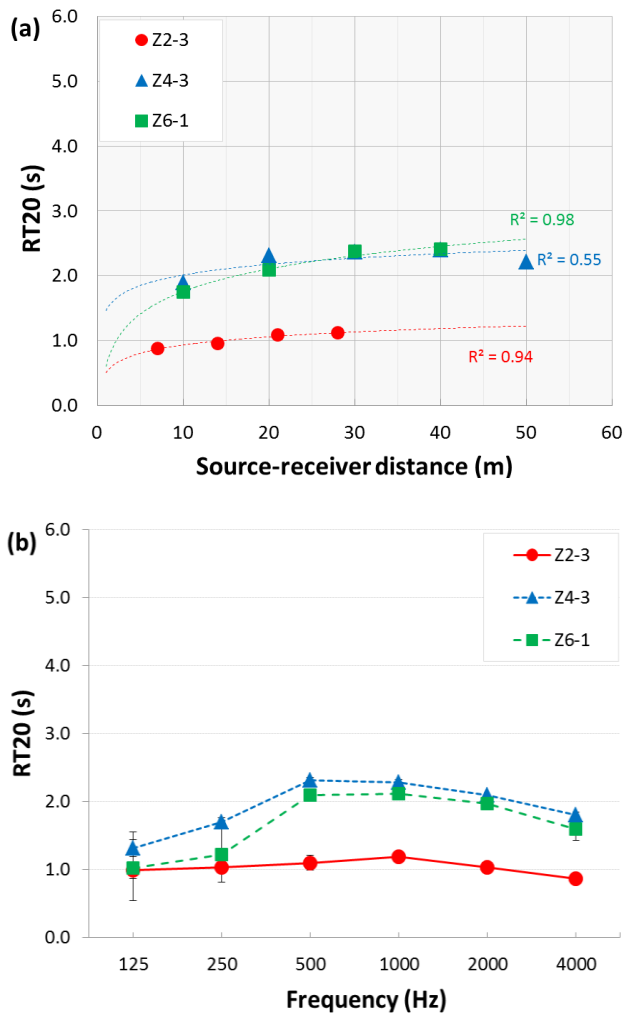 (a)
Z2-3
Z4-3
Z6-1
6.0
5.0
4.0
3.0
2.0
1.0
0.0
RT20 (s)
R² = 0.98
R² = 0.55
R² = 0.94
0 10 20 30 40 50 60
Source-receiver distance (m)
(b)
Z2-3
Z4-3
Z6-1
6.0
5.0
4.0
3.0
2.0
1.0
0.0
RT20 (s)
125 250 500 1000 2000 4000
Frequency (Hz)